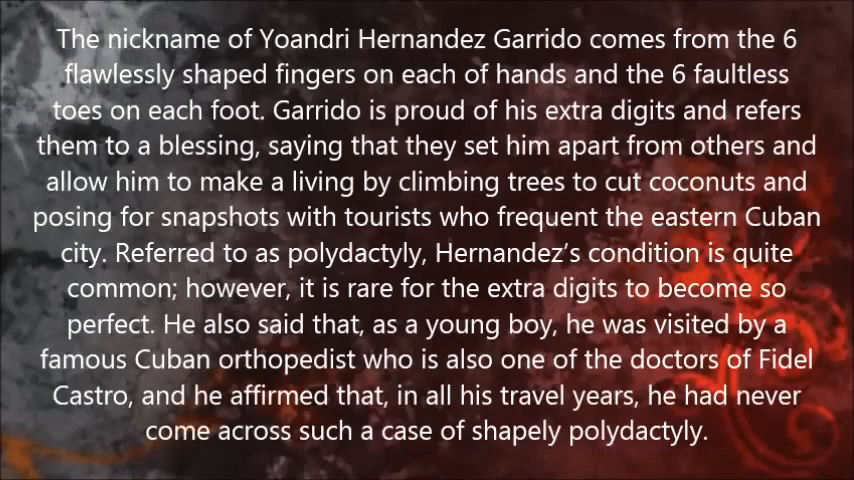 The nickname of Yoandri Hernandez Garrido comes from the 6
flawlessly shaped fingers on each of hands and the 6 faultless
toes on each foot. Garrido is proud of his extra digits and refers
them to a blessing, saying that they set him apart from others and
allow him to make a living by climbing trees to cut coconuts and
posing for snapshots with tourists who frequent the eastern Cuban
city. Referred to as polydactyly, Hernandez’s condition is quite
common; however, it is rare for the extra digits to become so
perfect. He also said that, as a young boy, he was visited by a
famous Cuban orthopedist who is also one of the doctors of Fidel
Castro, and he affirmed that, in all his travel years, he had never
come across such a case of shapely polydactyly.